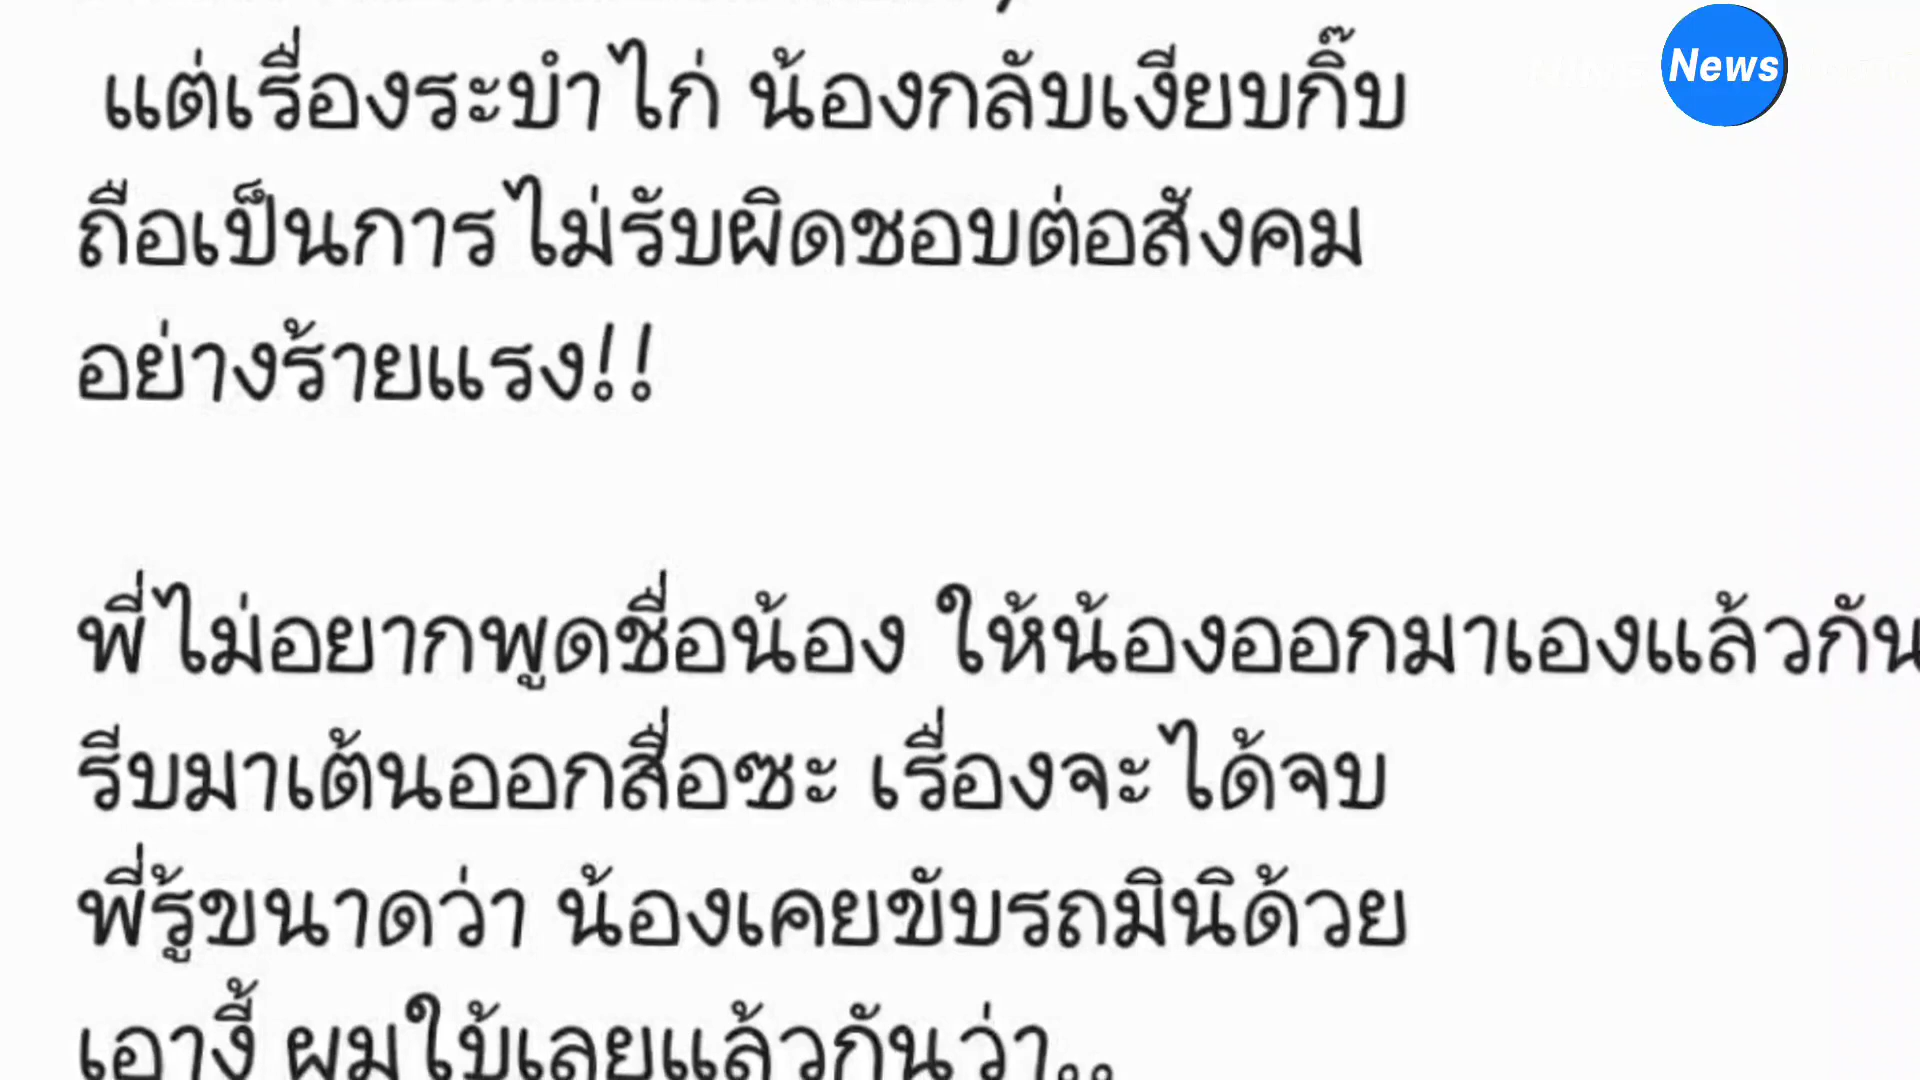 แต่เรื่องระบำไก่ น้องกลับเงียบกิ๊บ
ถือเป็นการไม่รับผิดชอบต่อสังคม
อย่างร้ายแรง!!
พี่ไม่อยากพูดชื่อน้อง ให้น้องออกมาเองแล้วกัน
รีบมาเต้นออกสื่อซะ เรื่องจะได้จบ
พี่รู้ขนาดว่า น้องเคยขับรถมินิด้วย
เอางี้ ผมใบ้เลยแล้วกันว่า..
News